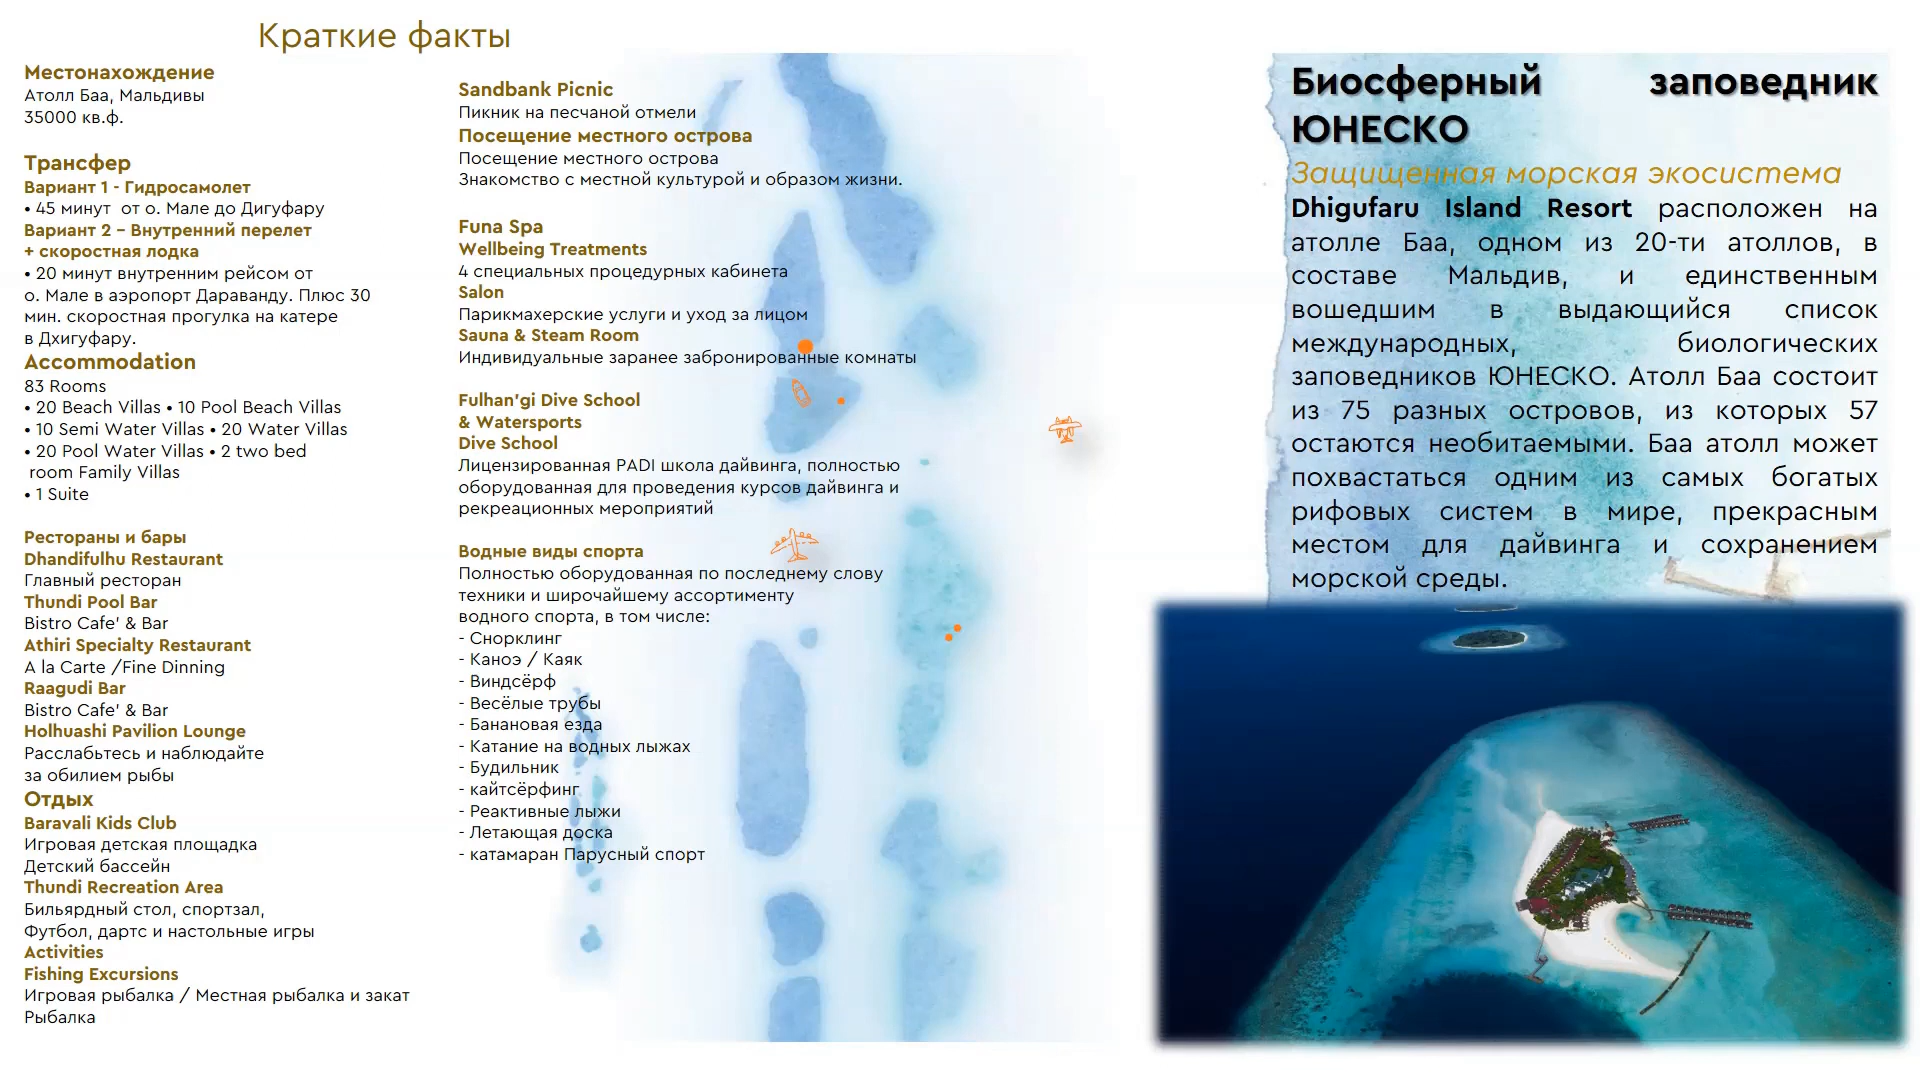 Краткие факты
Местонахождение
Атолл Баа, Мальдивы
35000 кв.ф.
Трансфер
Вариант 1 - Гидросамолет
• 45 минут  от о. Мале до Дигуфару
Вариант 2 – Внутренний перелет
+ скоростная лодка
• 20 минут внутренним рейсом от
о. Мале в аэропорт Дараванду. Плюс 30
мин. скоростная прогулка на катере
в Дхигуфару.
Accommodation
83 Rooms
• 20 Beach Villas • 10 Pool Beach Villas
• 10 Semi Water Villas • 20 Water Villas
• 20 Pool Water Villas • 2 two bed
room Family Villas
• 1 Suite
Рестораны и бары
Dhandifulhu Restaurant
Главный ресторан
Thundi Pool Bar
Bistro Cafe' & Bar
Athiri Specialty Restaurant
A la Carte /Fine Dinning
Raagudi Bar
Bistro Cafe' & Bar
Holhuashi Pavilion Lounge
Расслабьтесь и наблюдайте
за обилием рыбы
Отдых
Baravali Kids Club
Игровая детская площадка
Детский бассейн
Thundi Recreation Area
Бильярдный стол, спортзал,
Футбол, дартс и настольные игры
Activities
Fishing Excursions
Игровая рыбалка / Местная рыбалка и закат
Рыбалка
Sandbank Picnic
Пикник на песчаной отмели
Посещение местного острова
Посещение местного острова
Знакомство с местной культурой и образом жизни.
Funa Spa
Wellbeing Treatments
4 специальных процедурных кабинета
Salon
Парикмахерские услуги и уход за лицом
Sauna & Steam Room
Индивидуальные заранее забронированные комнаты
Fulhan'gi Dive School
& Watersports
Dive School
Лицензированная PADI школа дайвинга, полностью
оборудованная для проведения курсов дайвинга и
рекреационных мероприятий
Водные виды спорта
Полностью оборудованная по последнему слову
техники и широчайшему ассортименту
водного спорта, в том числе:
- Снорклинг
- Каноэ / Каяк
- Виндсёрф
- Весёлые трубы
- Банановая езда
- Катание на водных лыжах
- Будильник
- кайтсёрфинг
- Реактивные лыжи
- Летающая доска
- катамаран Парусный спорт
Биосферный заповедник
ЮНЕСКО
Защищенная морская экосистема
Dhigufaru Island Resort расположен на
атолле Баа, одном из 20-ти атоллов, в
составе Мальдив, и единственным
вошедшим в выдающийся список
международных, биологических
заповедников ЮНЕСКО. Атолл Баа состоит
из 75 разных островов, из которых 57
остаются необитаемыми. Баа атолл может
похвастаться одним из самых богатых
рифовых систем в мире, прекрасным
местом для дайвинга и сохранением
морской среды.